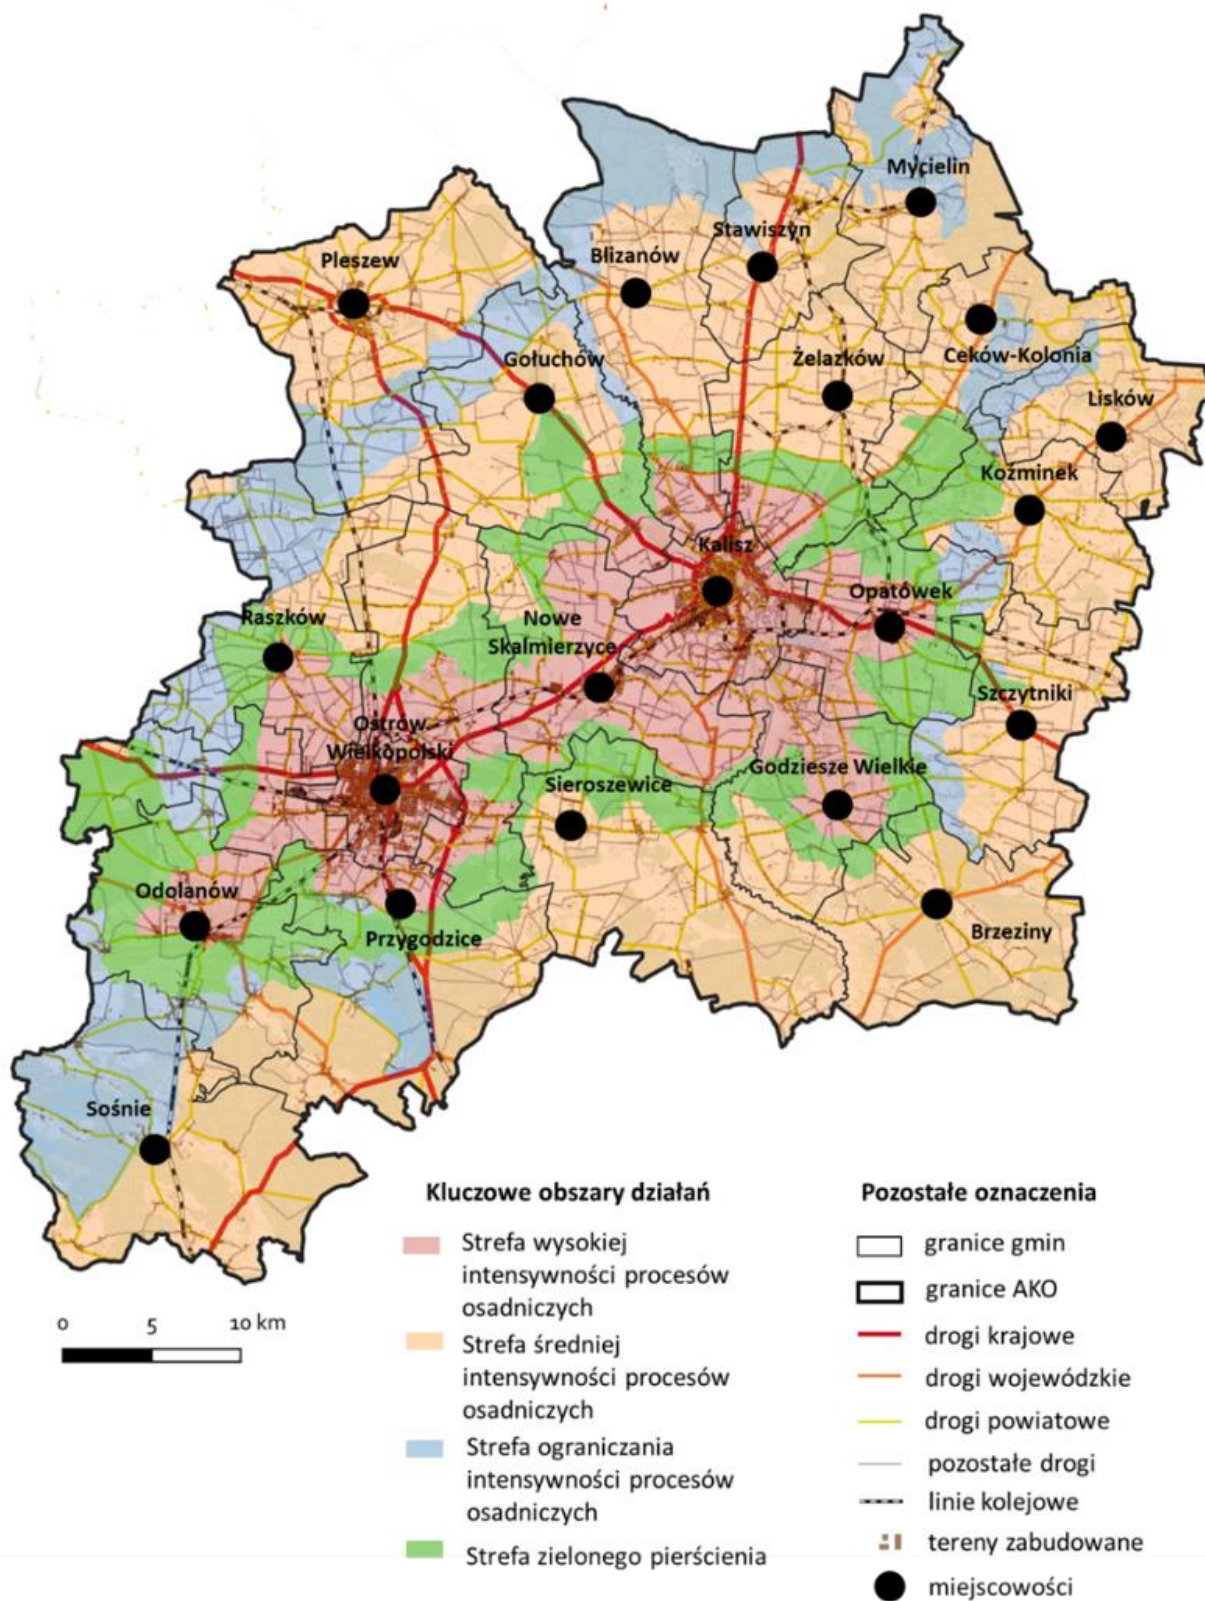 Mycielin
Stawiszyn
Blizanów
Pleszew
Gołuchów
Żelazków
Ceków-Kolonia
Lisków
Koźminek
Kalisz
Opatówek
Nowe
Skalmierzyce
Raszków
Szczytniki
Ostrów
Wielkopolski
Godziesze Wielkie
Sieroszewice
Odolanów
Przygodzice
Brzeziny
Sośnie
Kluczowe obszary działań
Strefa wysokiej
intensywności procesów
osadniczych
Strefa średniej
intensywności procesów
osadniczych
Strefa ograniczania
intensywności procesów
osadniczych
Strefa zielonego pierścienia
Pozostałe oznaczenia
granice gmin
granice AKO
drogi krajowe
drogi wojewódzkie
drogi powiatowe
pozostałe drogi
linie kolejowe
tereny zabudowane
miejscowości
0 5 10 km